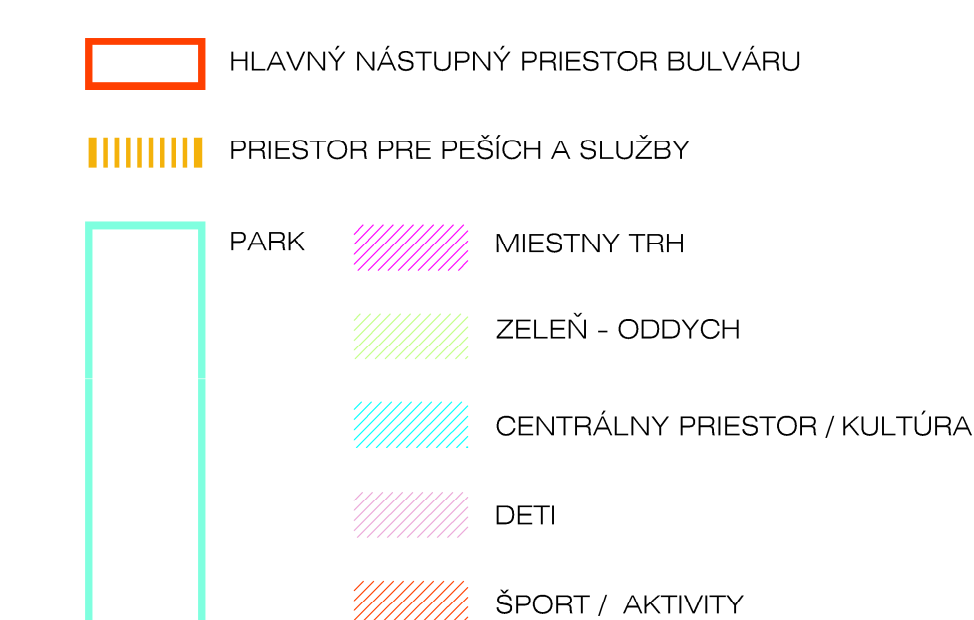 HLAVNÝ NÁSTUPNÝ PRIESTOR BULVÁRU
PRIESTOR PRE PEŠÍCH A SLUŽBY
PARK
MIESTNY TRH
ZELEŇ - ODDYCH
CENTRÁLNY PRIESTOR / KULTÚRA
DETI
ŠPORT / AKTIVITY